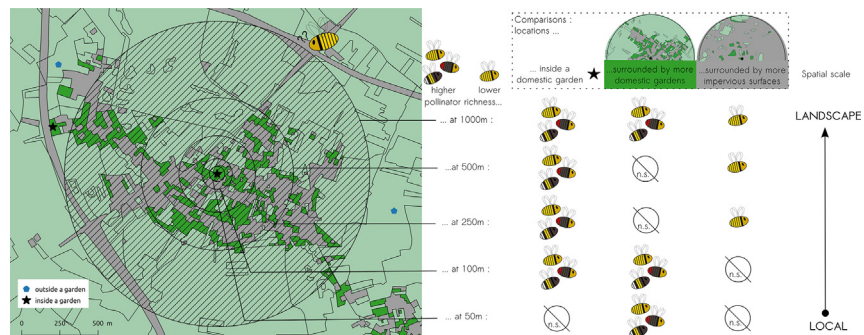 Comparisons :
locations ...
... inside a
domestic garden
...surrounded by more
domestic gardens
...surrounded by more
impervious surfaces
Spatial scale
higher
lower
pollinator richness...
... at 1000m :
...at 500m :
... at 250m :
... at 100m :
... at 50m :
n.s.
n.s.
n.s.
n.s.
n.s.
LANDSCAPE
LOCAL
outside a garden
inside a garden
0
250
500 m